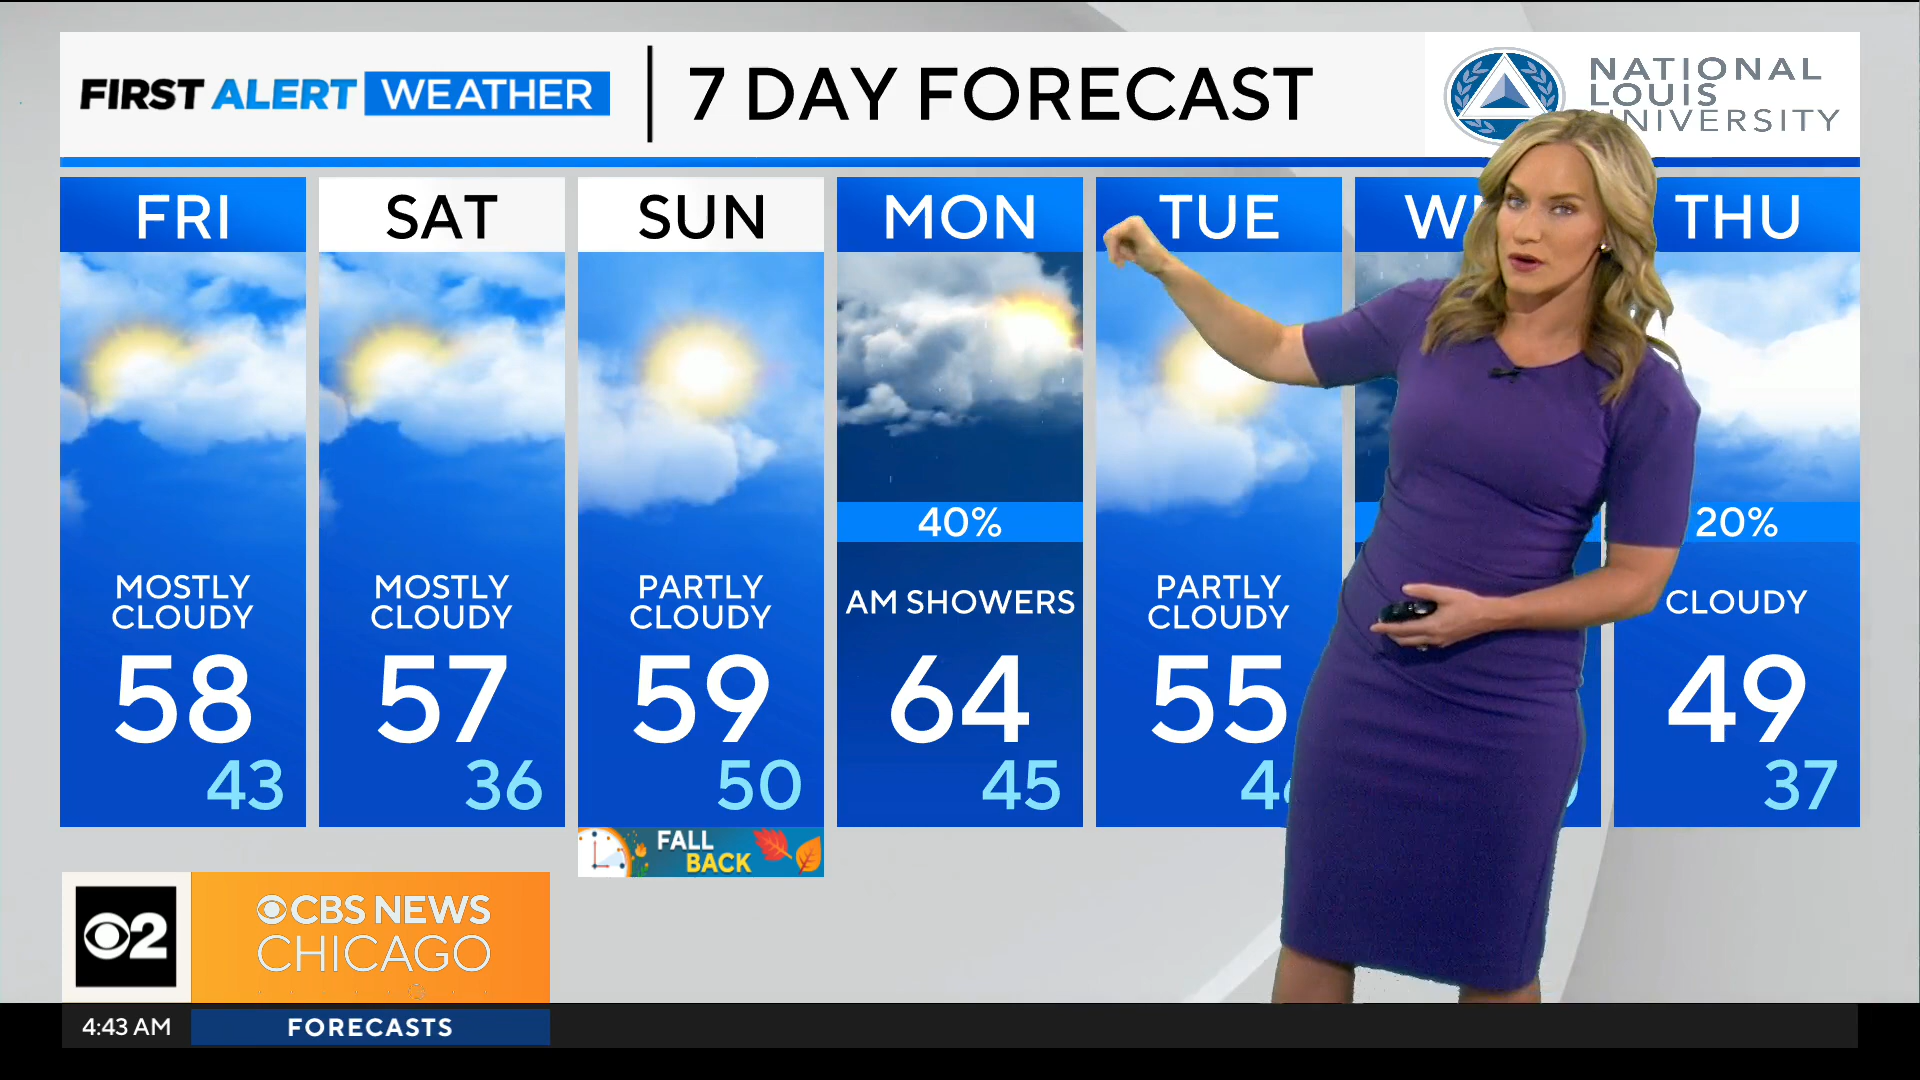 FIRST ALERT WEATHER
7 DAY FORECAST
NATIONAL
LOUIS
UNIVERSITY
FRI
MOSTLY
CLOUDY
58
43
SAT
MOSTLY
CLOUDY
57
36
SUN
PARTLY
CLOUDY
59
50
FALL
BACK
MON
40%
AM SHOWERS
64
45
TUE
PARTLY
CLOUDY
55
THU
20%
CLOUDY
49
37
2
CBS NEWS
CHICAGO
4:43 AM
FORECASTS